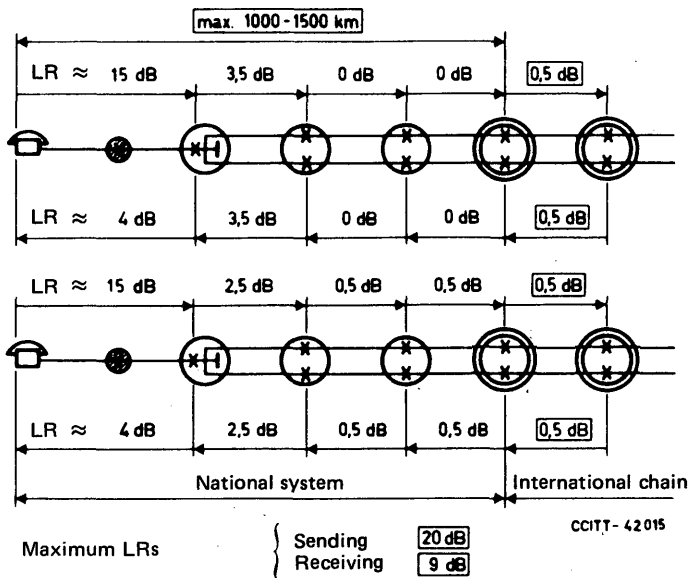 max. 1000-1500 km
LR ≈ 15 dB 3,5 dB 0 dB 0 dB 0,5 dB
LR ≈ 4 dB 3,5 dB 0 dB 0 dB 0,5 dB
LR ≈ 15 dB 2,5 dB 0,5 dB 0,5 dB 0,5 dB
LR ≈ 4 dB 2,5 dB 0,5 dB 0,5 dB 0,5 dB
National system International chain
CCITT-42015
Maximum LRs Sending 20 dB
Receiving 9 dB